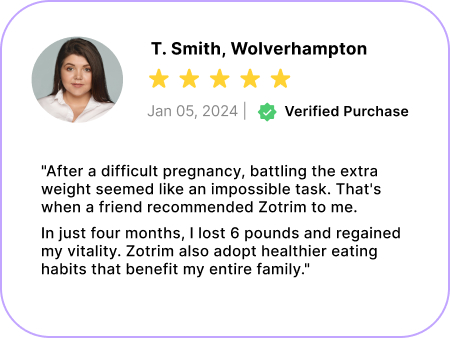 T. Smith, Wolverhampton
Jan 05, 2024 | Verified Purchase
"After a difficult pregnancy, battling the extra
weight seemed like an impossible task. That's
when a friend recommended Zotrim to me.
In just four months, I lost 6 pounds and regained
my vitality. Zotrim also adopt healthier eating
habits that benefit my entire family."